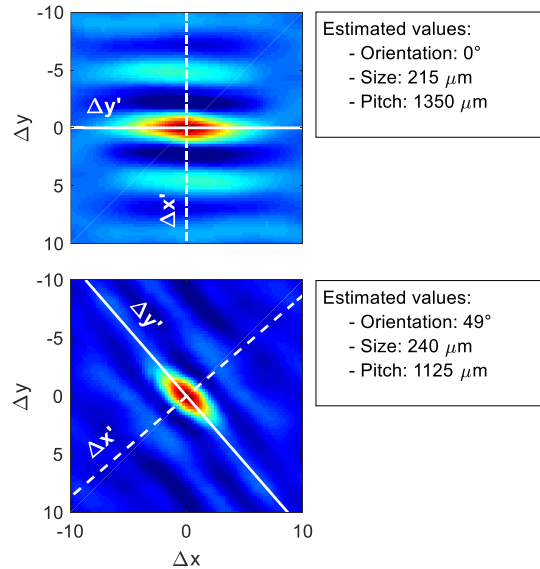 -10
-5
0
5
10
Δy
Δy'
Δx'
Estimated values:
- Orientation: 0°
- Size: 215 μm
- Pitch: 1350 μm
-10
-5
0
5
10
Δy
Δy'
Δx'
-10 0 10
Δx
Estimated values:
- Orientation: 49°
- Size: 240 μm
- Pitch: 1125 μm